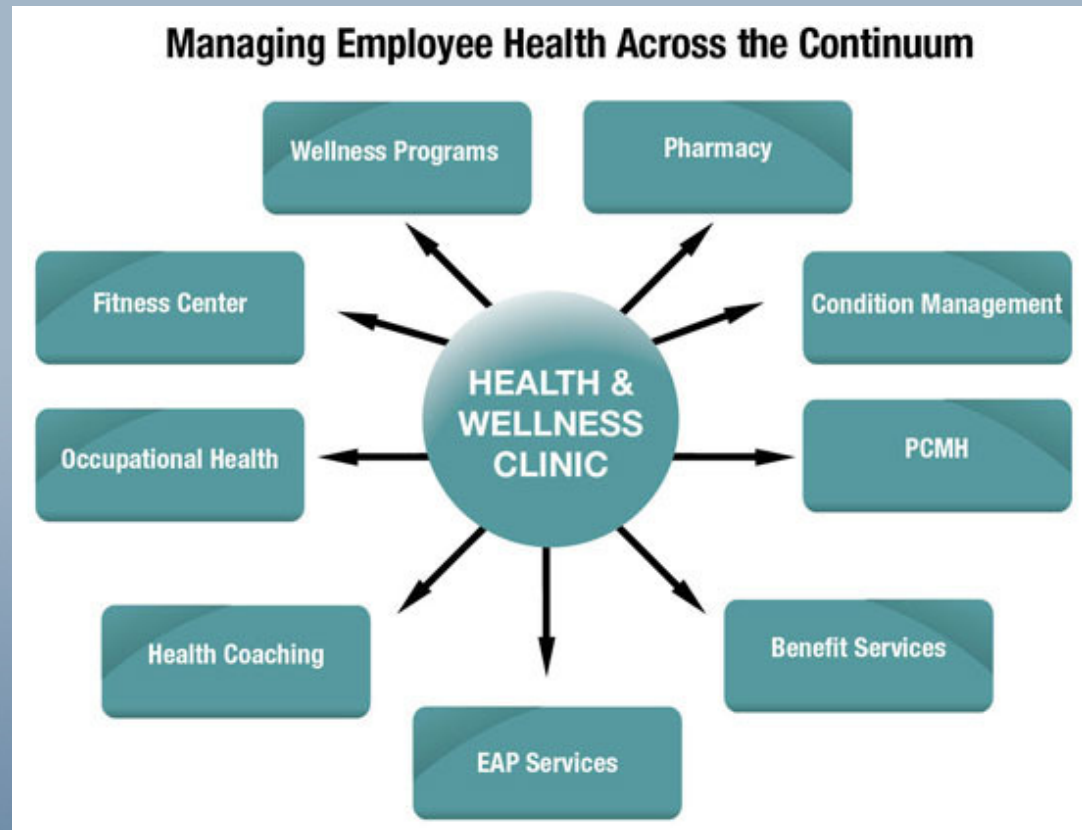 Managing Employee Health Across the Continuum
Wellness Programs
Pharmacy
Fitness Center
Condition Management
HEALTH &
WELLNESS
CLINIC
Occupational Health
PCMH
Health Coaching
Benefit Services
EAP Services